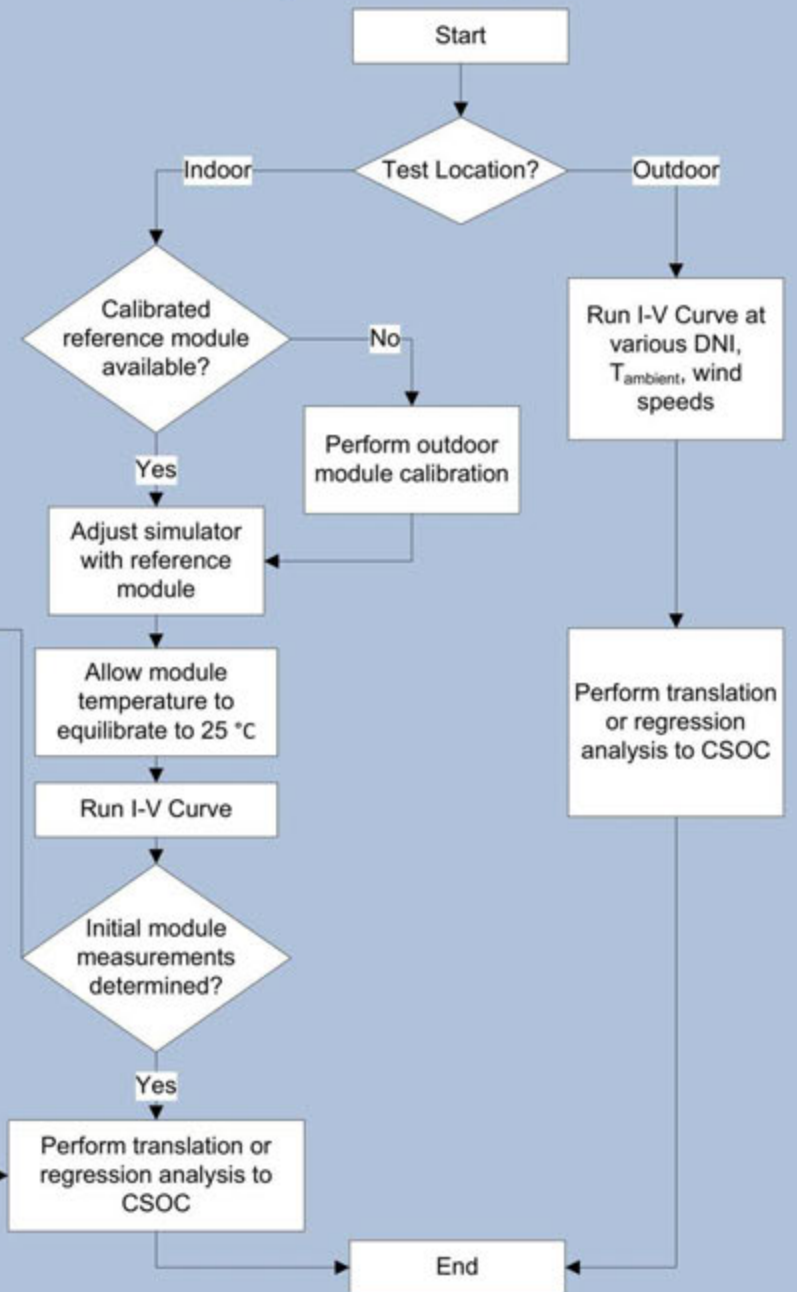 Start
Test Location?
Indoor
Outdoor
Calibrated
reference module
available?
No
Run I-V Curve at
various DNI,
Tambient, wind
speeds
Perform outdoor
module calibration
Yes
Adjust simulator
with reference
module
Allow module
temperature to
equilibrate to 25 °C
Perform translation
or regression
analysis to CSOC
Run I-V Curve
Initial module
measurements
determined?
Yes
Perform translation or
regression analysis to
CSOC
End